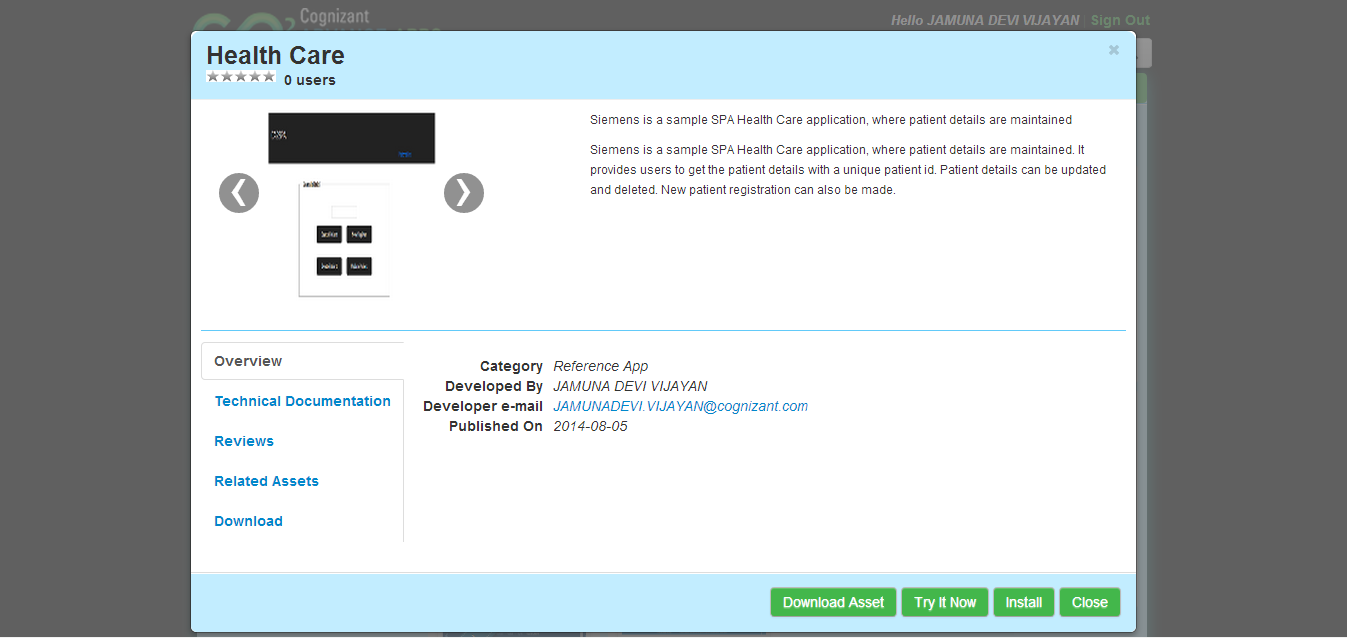 Cognizant
Hello JAMUNA DEVI VIJAYAN | Sign Out
Health Care
0 users
Siemens is a sample SPA Health Care application, where patient details are maintained
Siemens is a sample SPA Health Care application, where patient details are maintained. It
provides users to get the patient details with a unique patient id. Patient details can be updated
and deleted. New patient registration can also be made.
Overview
Technical Documentation
Reviews
Related Assets
Download
Category Reference App
Developed By JAMUNA DEVI VIJAYAN
Developer e-mail JAMUNADEVI.VIJAYAN@cognizant.com
Published On 2014-08-05
Download Asset Try It Now Install Close